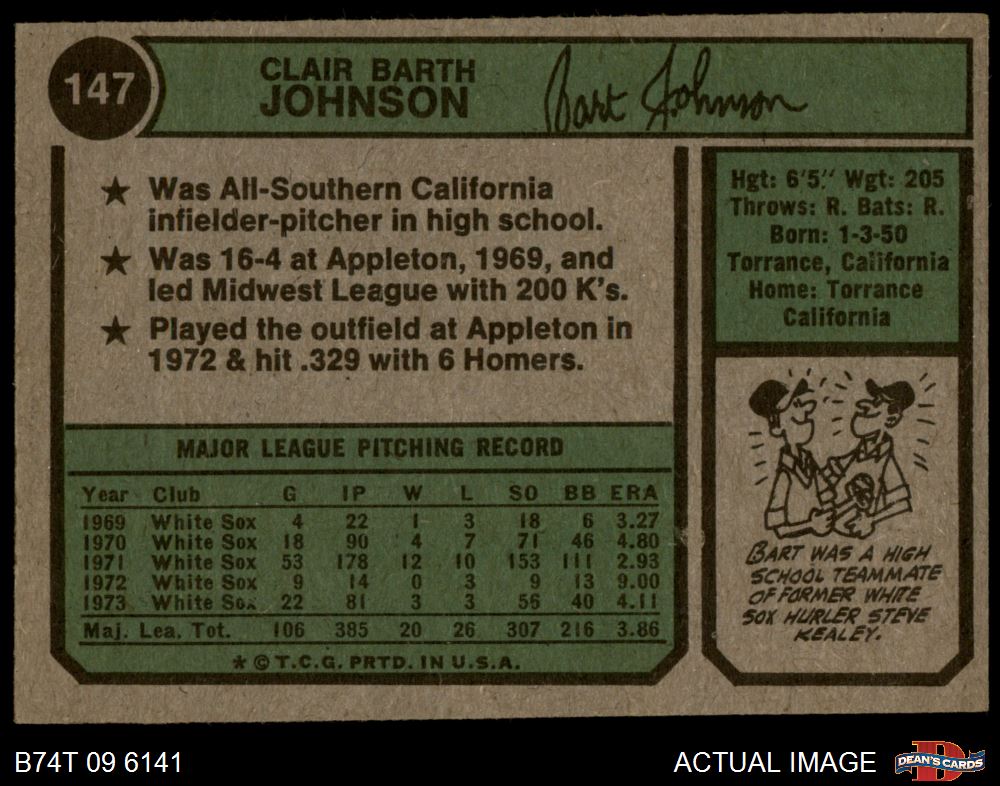 147
CLAIR BARTH
JOHNSON
Bart Johnson
★ Was All-Southern California
infielder-pitcher in high school.
★ Was 16-4 at Appleton, 1969, and
led Midwest League with 200 K's.
★ Played the outfield at Appleton in
1972 & hit .329 with 6 Homers.
Hgt: 6'5" Wgt: 205
Throws: R. Bats: R.
Born: 1-3-50
Torrance, California
Home: Torrance
California
MAJOR LEAGUE PITCHING RECORD
Year Club G IP W L SO BB ERA
1969 White Sox 4 22 1 3 18 6 3.27
1970 White Sox 18 90 4 7 71 46 4.80
1971 White Sox 53 178 12 10 153 111 2.93
1972 White Sox 9 14 0 3 9 13 9.00
1973 White Sox 22 81 3 3 56 40 4.11
Maj. Lea. Tot. 106 385 20 26 307 216 3.86
★ © T.C.G. PRTD. IN U.S.A.
BART WAS A HIGH
SCHOOL TEAMMATE
OF FORMER WHITE
SOX HURLER STEVE
KEALEY.
B74T 09 6141
ACTUAL IMAGE
D
DEAN'S CARDS